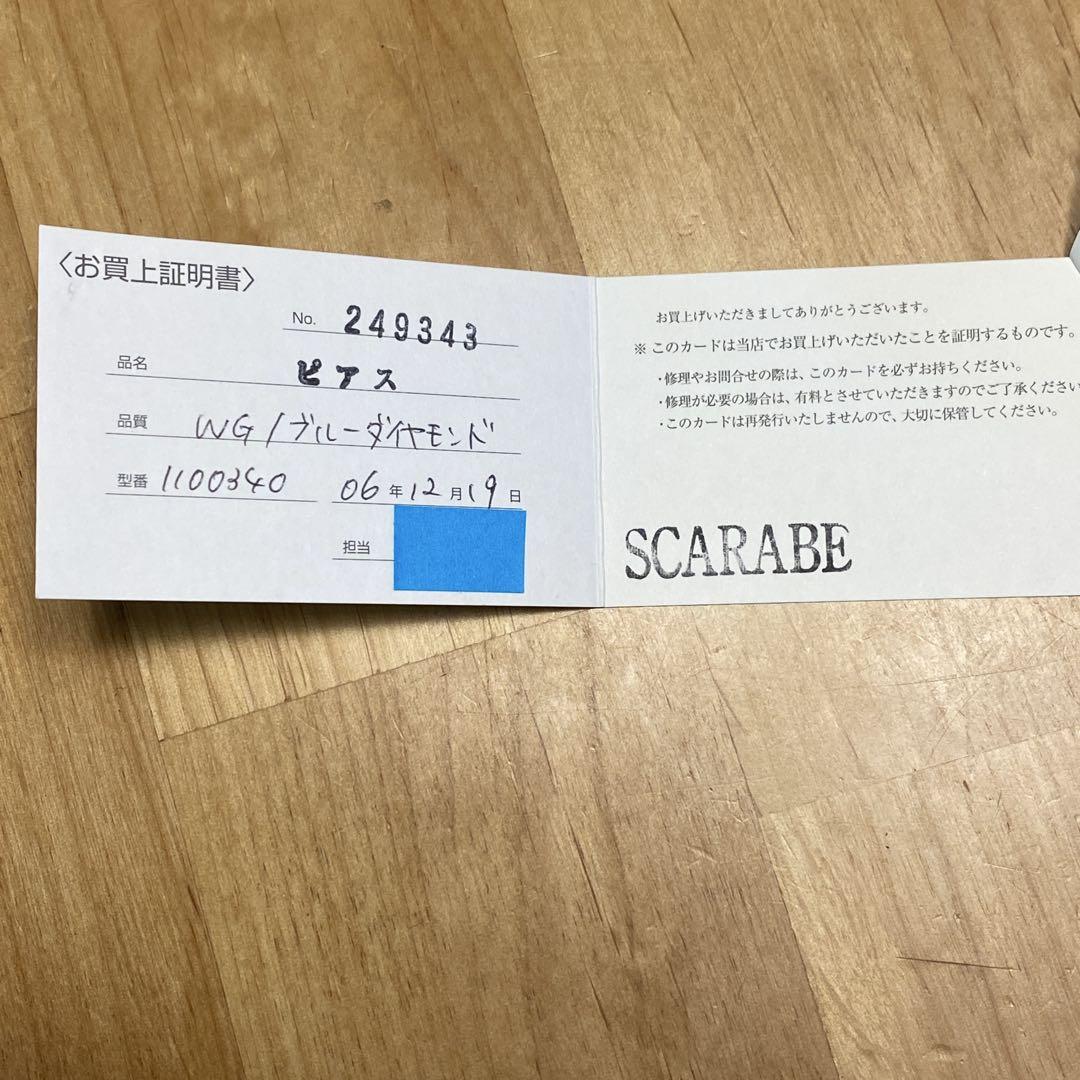 〈お買上証明書〉
No. 249343
品名 ピアス
品質 WG/ブルーダイヤモンド
型番 1100340 06年12月19日
担当
お買上げいただきましてありがとうございます。
※ このカードは当店でお買上げいただいたことを証明するものです。
・修理やお問合せの際は、このカードを必ずお持ちください。
・修理が必要の場合は、有料とさせていただきますのでご了承ください
・このカードは再発行いたしませんので、大切に保管してください。
SCARABE